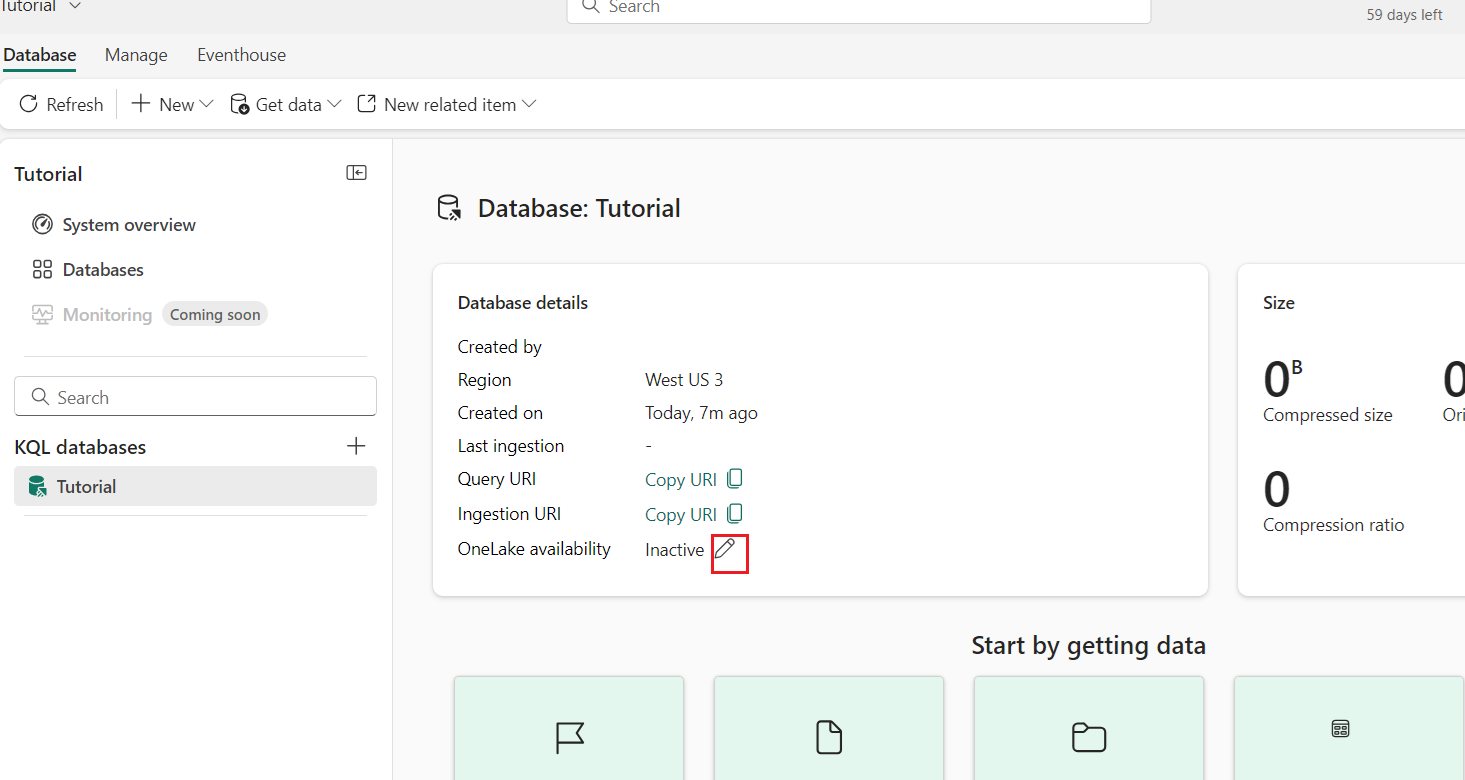 Tutorial
Search
59 days left
Database Manage Eventhouse
Refresh New Get data New related item
Tutorial
System overview
Databases
Monitoring Coming soon
Search
KQL databases
Tutorial
Database: Tutorial
Database details
Created by
Region West US 3
Created on Today, 7m ago
Last ingestion -
Query URI Copy URI
Ingestion URI Copy URI
OneLake availability Inactive
Size
0 B 0
Compressed size Ori
0
Compression ratio
Start by getting data